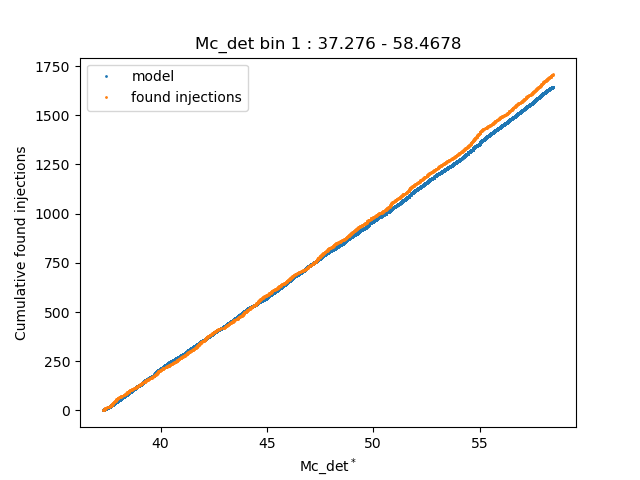 Mc_det bin 1 : 37.276 - 58.4678
model
found injections
1750
1500
1250
1000
750
500
250
0
Cumulative found injections
40 45 50 55
Mc_det*